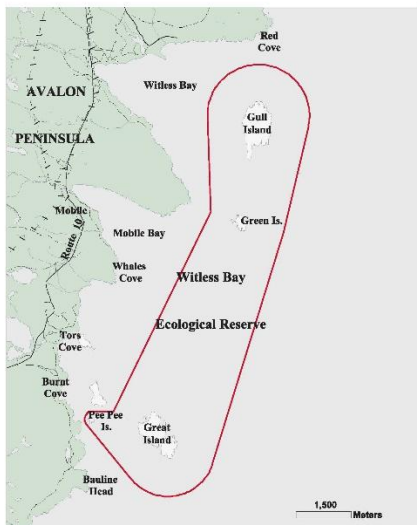 Red
Cove
Witless Bay
AVALON
PENINSULA
Gull
Island
Mobile
Route 10
Green Is.
Mobile Bay
Whales
Cove
Witless Bay
Ecological Reserve
Tors
Cove
Burnt
Cove
Pee Pee
Is.
Great
Island
Bauline
Head
1,500
Meters